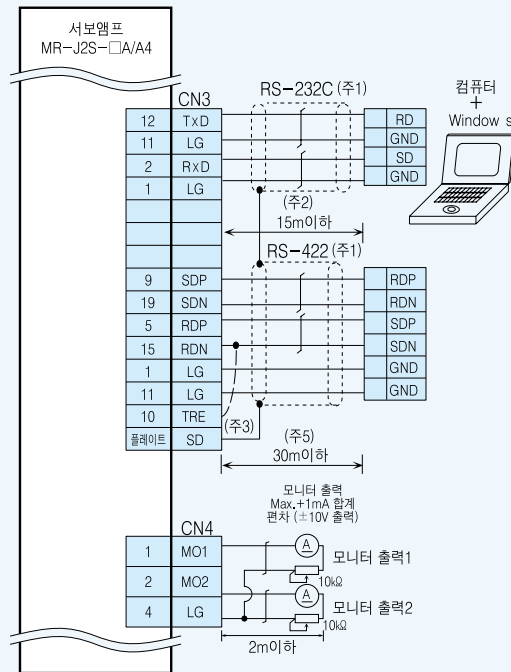 서보앰프
MR-J2S-□A/A4
CN3
RS-232C (주1)
컴퓨터
+
Window s
12 TxD RD
11 LG GND
2 RxD SD
1 LG GND
(주2)
15m이하
RS-422 (주1)
9 SDP RDP
19 SDN RDN
5 RDP SDP
15 RDN SDN
1 LG GND
11 LG GND
10 TRE (주3)
플레이트 SD
(주5)
30m이하
모니터 출력
Max.+1mA 합계
편차 (±10V 출력)
CN4
1 MO1 A 모니터 출력1
10kΩ
2 MO2
A 모니터 출력2
4 LG 10kΩ
2m이하